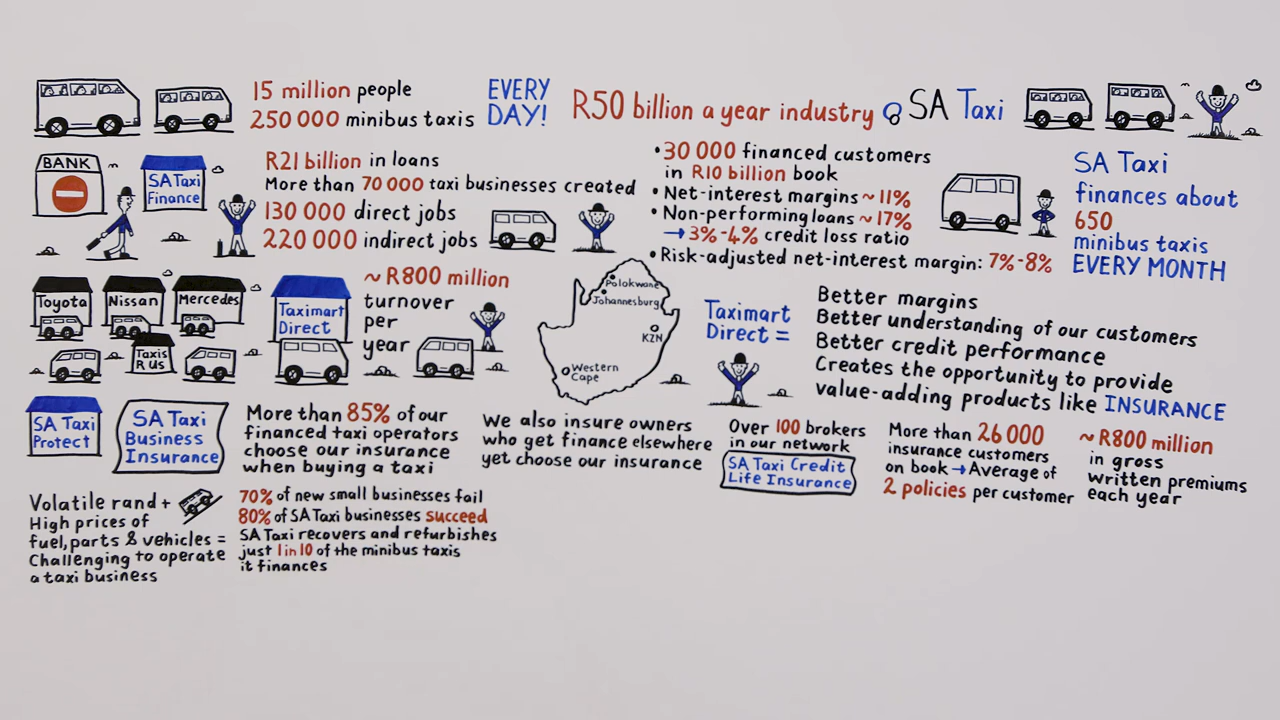 15 million people
250 000 minibus taxis
EVERY
DAY!
R50 billion a year industry
SA Taxi
BANK
SA Taxi
Finance
R21 billion in loans
More than 70 000 taxi businesses created
130 000 direct jobs
220 000 indirect jobs
• 30 000 financed customers
in R10 billion book
• Net-interest margins ~ 11%
• Non-performing loans ~ 17%
→ 3%-4% credit loss ratio
• Risk-adjusted net-interest margin: 7%-8%
SA Taxi
finances about
650
minibus taxis
EVERY MONTH
Toyota
Nissan
Mercedes
Taxis
R Us
Taximart
Direct
~ R800 million
turnover
per
year
Polokwane
Johannesburg
KZN
Western
Cape
Taximart
Direct =
Better margins
Better understanding of our customers
Better credit performance
Creates the opportunity to provide
value-adding products like INSURANCE
SA Taxi
Protect
SA Taxi
Business
Insurance
More than 85% of our
financed taxi operators
choose our insurance
when buying a taxi
We also insure owners
who get finance elsewhere
yet choose our insurance
Over 100 brokers
in our network
SA Taxi Credit
Life Insurance
More than 26 000
insurance customers
on book → Average of
2 policies per customer
~ R800 million
in gross
written premiums
each year
Volatile rand +
High prices of
fuel, parts & vehicles =
Challenging to operate
a taxi business
70% of new small businesses fail
80% of SA Taxi businesses succeed
SA Taxi recovers and refurbishes
just 1 in 10 of the minibus taxis
it finances